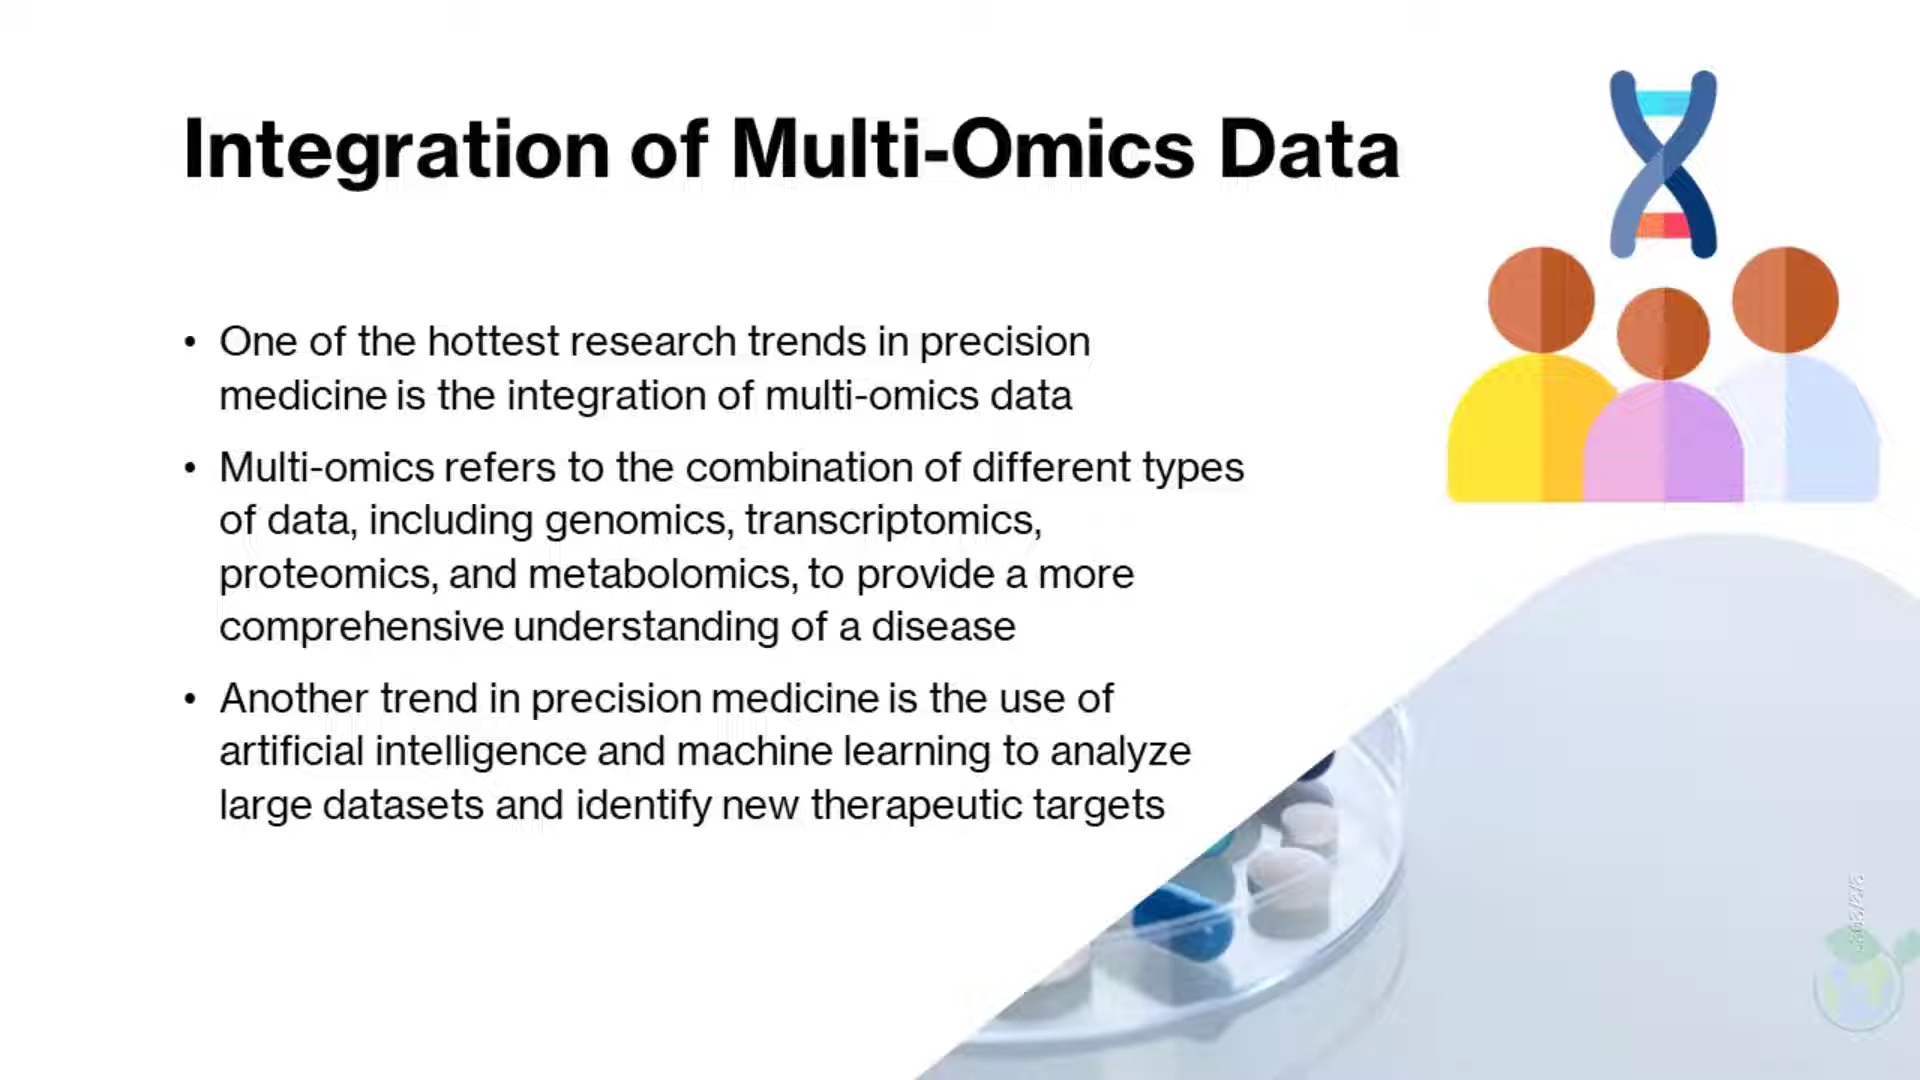 Integration of Multi-Omics Data
• One of the hottest research trends in precision
medicine is the integration of multi-omics data
• Multi-omics refers to the combination of different types
of data, including genomics, transcriptomics,
proteomics, and metabolomics, to provide a more
comprehensive understanding of a disease
• Another trend in precision medicine is the use of
artificial intelligence and machine learning to analyze
large datasets and identify new therapeutic targets